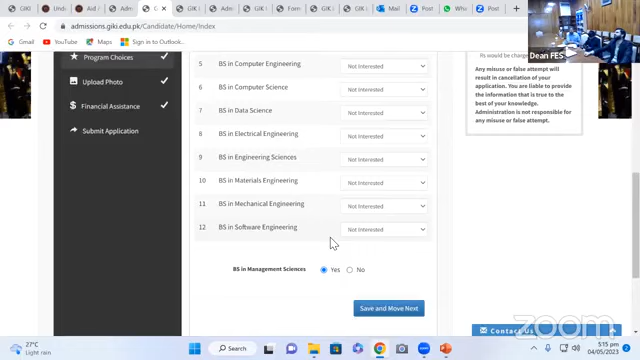 GIKI
Und
Aid
Adn
G
GIK I
GIK I
Forn
GIK I
GIK I
Mail
Post
Wha
Post
admissions.giki.edu.pk/Candidate/Home/Index
Gmail YouTube Maps Sign in to Outlook...
Dean FES
Program Choices
Upload Photo
Financial Assistance
Submit Application
5 BS in Computer Engineering Not Interested
6 BS in Computer Science Not Interested
7 BS in Data Science Not Interested
8 BS in Electrical Engineering Not Interested
9 BS in Engineering Sciences Not Interested
10 BS in Materials Engineering Not Interested
11 BS in Mechanical Engineering Not Interested
12 BS in Software Engineering Not Interested
BS in Management Sciences Yes No
Save and Move Next
Rs would be charge
Any misuse or false attempt will
result in cancellation of your
application. You are liable to provide
the information that is true to
the best of your knowledge.
Administration is not responsible for
any misuse or false attempt.
Contact Us
zoom
27°C
Light rain
Search
5:15 pm
04/05/2023